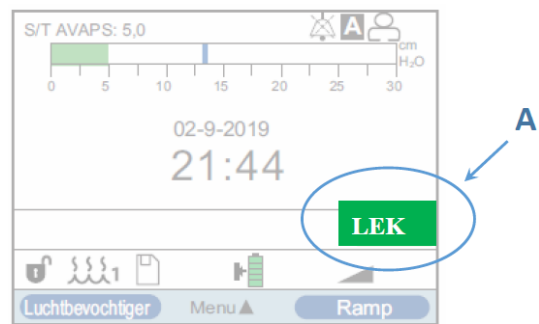 S/T AVAPS: 5,0
A
cm
H₂O
0 5 10 15 20 25 30
02-9-2019
21:44
A
LEK
1
Luchtbevochtiger Menu▲ Ramp